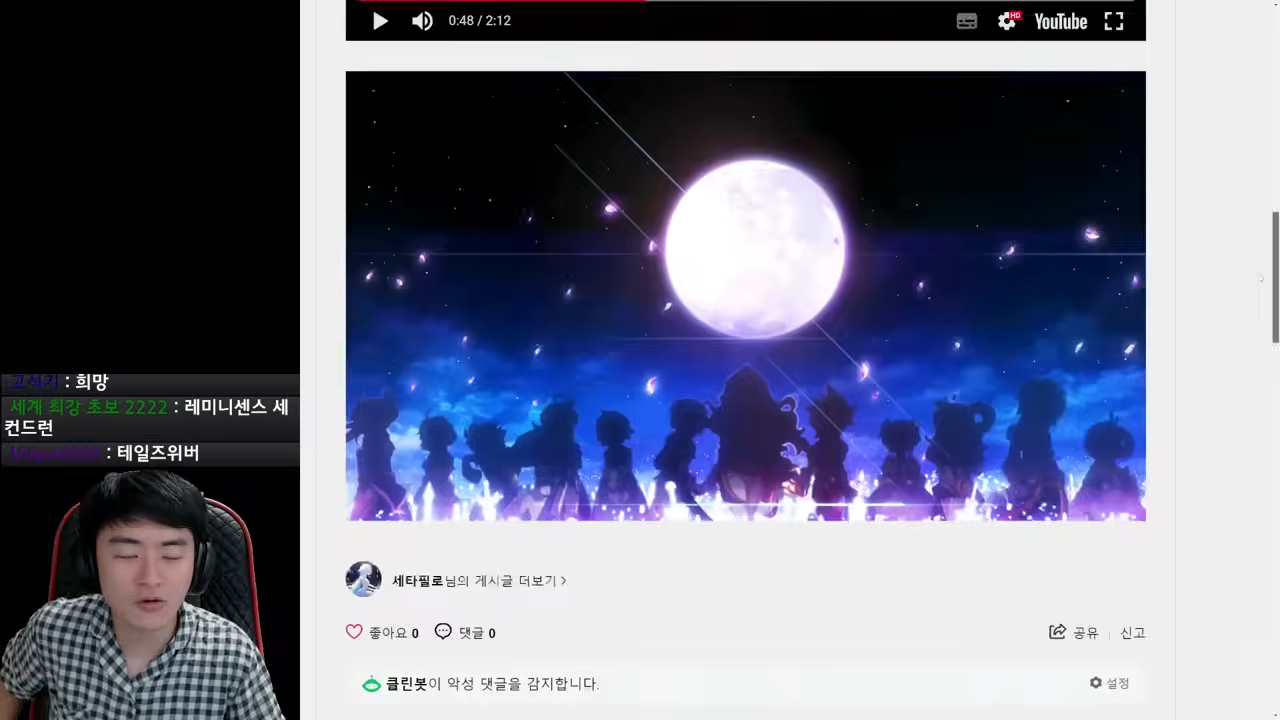 0:48 / 2:12
HD
YouTube
: 희망
세계 최강 초보 2222 : 레미니센스 세
컨드런
: 테일즈위버
세타필로님의 게시글 더보기 >
좋아요 0 댓글 0
공유 신고
클린봇이 악성 댓글을 감지합니다.
설정